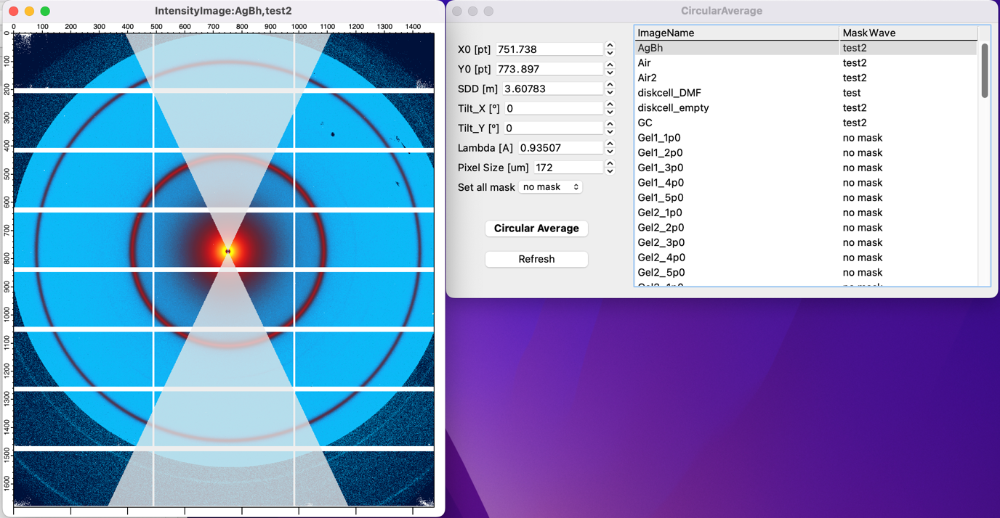 IntensityImage:AgBh,test2
0 100 200 300 400 500 600 700 800 900 1000 1100 1200 1300 1400
0
100
200
300
400
500
600
700
800
900
1000
1100
1200
1300
1400
1500
1600
CircularAverage
X0 [pt] 751.738
Y0 [pt] 773.897
SDD [m] 3.60783
Tilt_X [°] 0
Tilt_Y [°] 0
Lambda [A] 0.93507
Pixel Size [um] 172
Set all mask no mask
Circular Average
Refresh
ImageName MaskWave
AgBh test2
Air test2
Air2 test2
diskcell_DMF test
diskcell_empty test2
GC test2
Gel1_1p0 no mask
Gel1_2p0 no mask
Gel1_3p0 no mask
Gel1_4p0 no mask
Gel1_5p0 no mask
Gel2_1p0 no mask
Gel2_2p0 no mask
Gel2_3p0 no mask
Gel2_4p0 no mask
Gel2_5p0 no mask